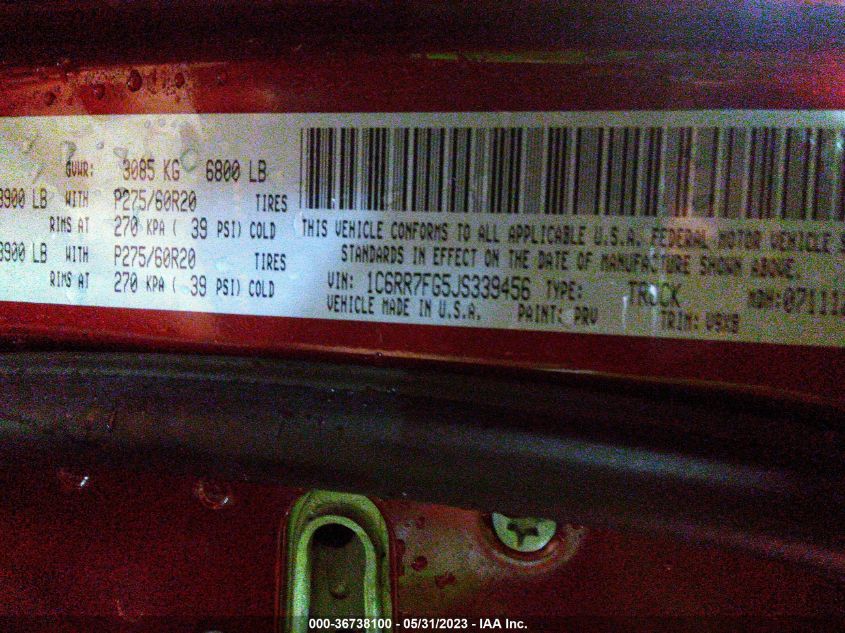 GVWR: 3085 KG 6800 LB
3900 LB WITH P275/60R20 TIRES
RIMS AT 270 KPA ( 39 PSI) COLD
3900 LB WITH P275/60R20 TIRES
RIMS AT 270 KPA ( 39 PSI) COLD
THIS VEHICLE CONFORMS TO ALL APPLICABLE U.S.A. FEDERAL MOTOR VEHICLE S
STANDARDS IN EFFECT ON THE DATE OF MANUFACTURE SHOWN ABOVE.
VIN: 1C6RR7FG5JS339456 TYPE: TRUCK MDH:071112
VEHICLE MADE IN U.S.A. PAINT: PRV TRIM: V9X8
000-36738100 - 05/31/2023 - IAA Inc.